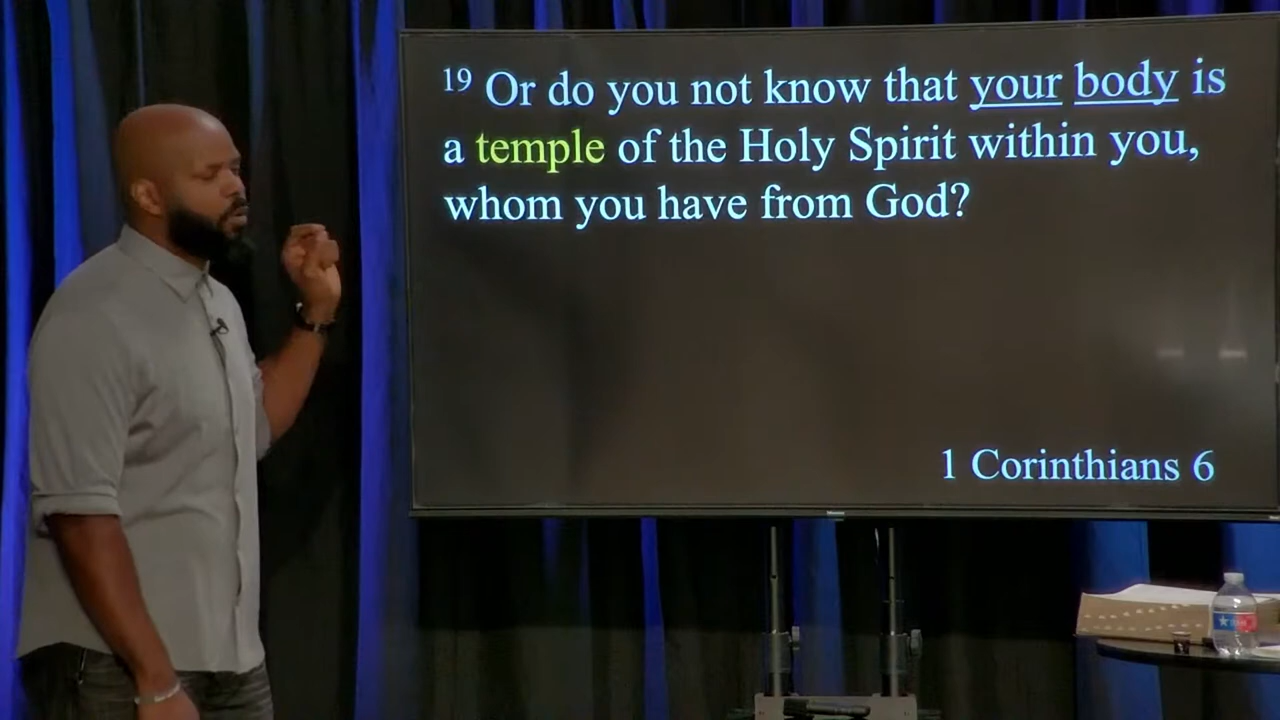 19 Or do you not know that your body is
a temple of the Holy Spirit within you,
whom you have from God?
1 Corinthians 6